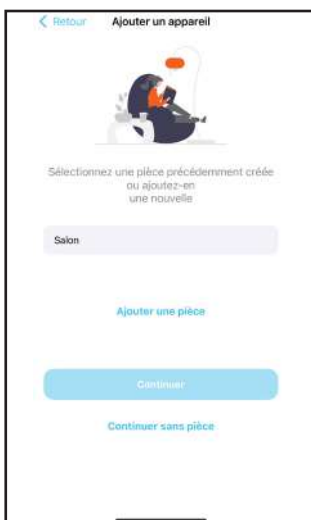 Retour
Ajouter un appareil
Sélectionnez une pièce précédemment créée
ou ajoutez-en
une nouvelle
Salon
Ajouter une pièce
Continuer
Continuer sans pièce